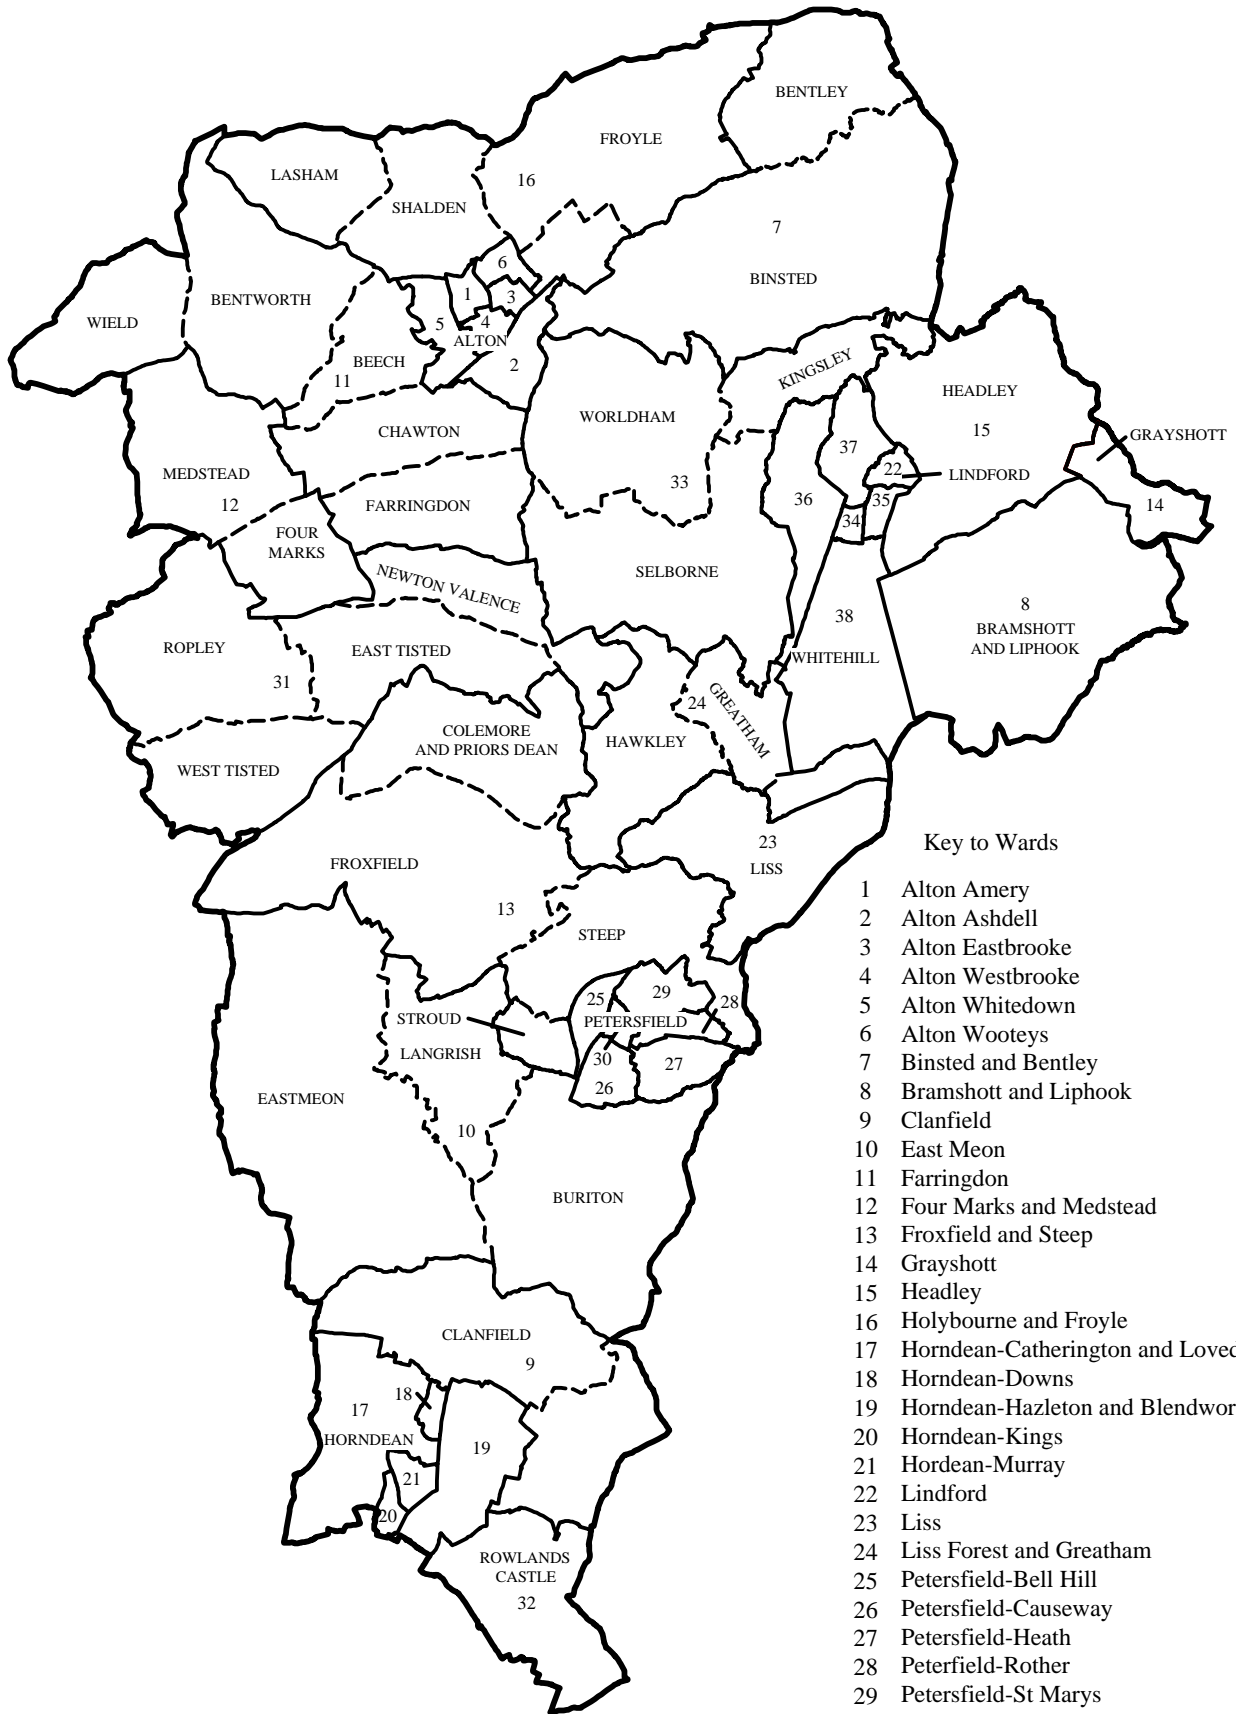 BENTLEY
FROYLE
LASHAM
16
SHALDEN
7
6
BINSTED
BENTWORTH
1
3
WIELD
5
4
ALTON
BEECH
2
11
KINGSLEY
HEADLEY
WORLDHAM
CHAWTON
15
GRAYSHOTT
37
MEDSTEAD
22
LINDFORD
33
12
FARRINGDON
36
35
14
34
FOUR
MARKS
SELBORNE
NEWTON VALENCE
8
38
BRAMSHOTT
AND LIPHOOK
ROPLEY
EAST TISTED
WHITEHILL
31
24
GREATHAM
COLEMORE
AND PRIORS DEAN
HAWKLEY
WEST TISTED
23
LISS
FROXFIELD
13
STEEP
29
25
28
STROUD
PETERSFIELD
LANGRISH
30
27
26
EASTMEON
10
BURITON
CLANFIELD
9
18
17
HORNDEAN
19
21
20
ROWLANDS
CASTLE
32
Key to Wards
1 Alton Amery
2 Alton Ashdell
3 Alton Eastbrooke
4 Alton Westbrooke
5 Alton Whitedown
6 Alton Wooteys
7 Binsted and Bentley
8 Bramshott and Liphook
9 Clanfield
10 East Meon
11 Farringdon
12 Four Marks and Medstead
13 Froxfield and Steep
14 Grayshott
15 Headley
16 Holybourne and Froyle
17 Horndean-Catherington and Loved
18 Horndean-Downs
19 Horndean-Hazleton and Blendwor
20 Horndean-Kings
21 Hordean-Murray
22 Lindford
23 Liss
24 Liss Forest and Greatham
25 Petersfield-Bell Hill
26 Petersfield-Causeway
27 Petersfield-Heath
28 Peterfield-Rother
29 Petersfield-St Marys